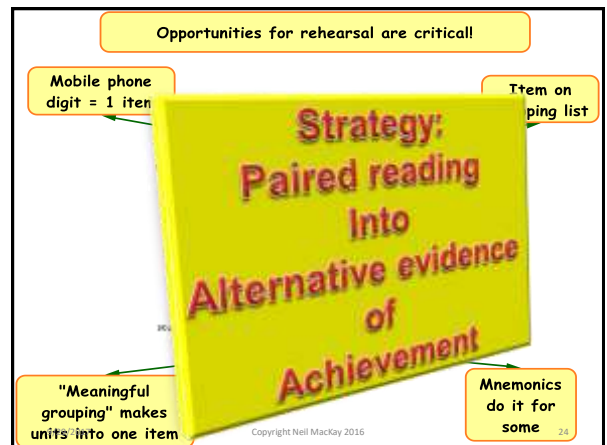 Opportunities for rehearsal are critical!
Mobile phone
digit = 1 item
Item on
ping list
Strategy:
Paired reading
Into
Alternative evidence
of
Achievement
"Meaningful
grouping" makes
units into one item
Mnemonics
do it for
some
Copyright Neil MacKay 2016
24